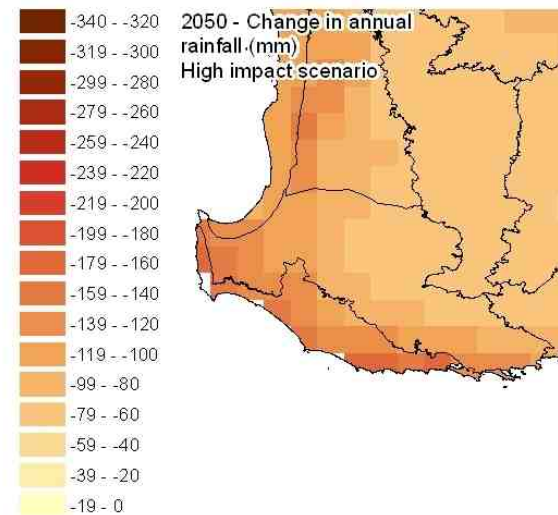 -340 - -320
-319 - -300
-299 - -280
-279 - -260
-259 - -240
-239 - -220
-219 - -200
-199 - -180
-179 - -160
-159 - -140
-139 - -120
-119 - -100
-99 - -80
-79 - -60
-59 - -40
-39 - -20
-19 - 0
2050 - Change in annual
rainfall (mm)
High impact scenario